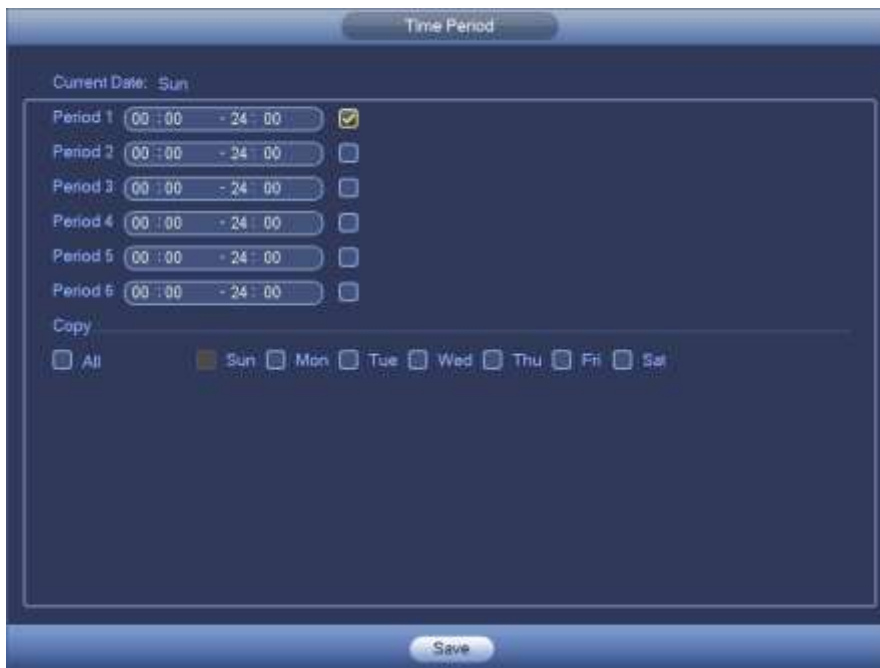 Time Period
Current Date: Sun
Period 1 00 :00 - 24 : 00
Period 2 00 :00 - 24 : 00
Period 3 00 :00 - 24 : 00
Period 4 00 :00 - 24 : 00
Period 5 00 :00 - 24 : 00
Period 6 00 :00 - 24 : 00
Copy
All Sun Mon Tue Wed Thu Fri Sat
Save